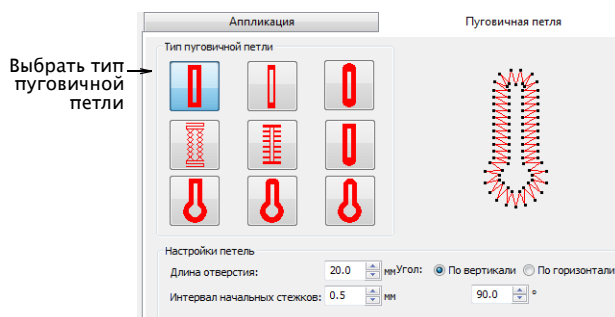 Аппликация Пуговичная петля
Тип пуговичной петли
Выбрать тип
пуговичной
петли
Настройки петель
Длина отверстия: 20.0 мм Угол: По вертикали По горизонтали
Интервал начальных стежков: 0.5 мм 90.0 °